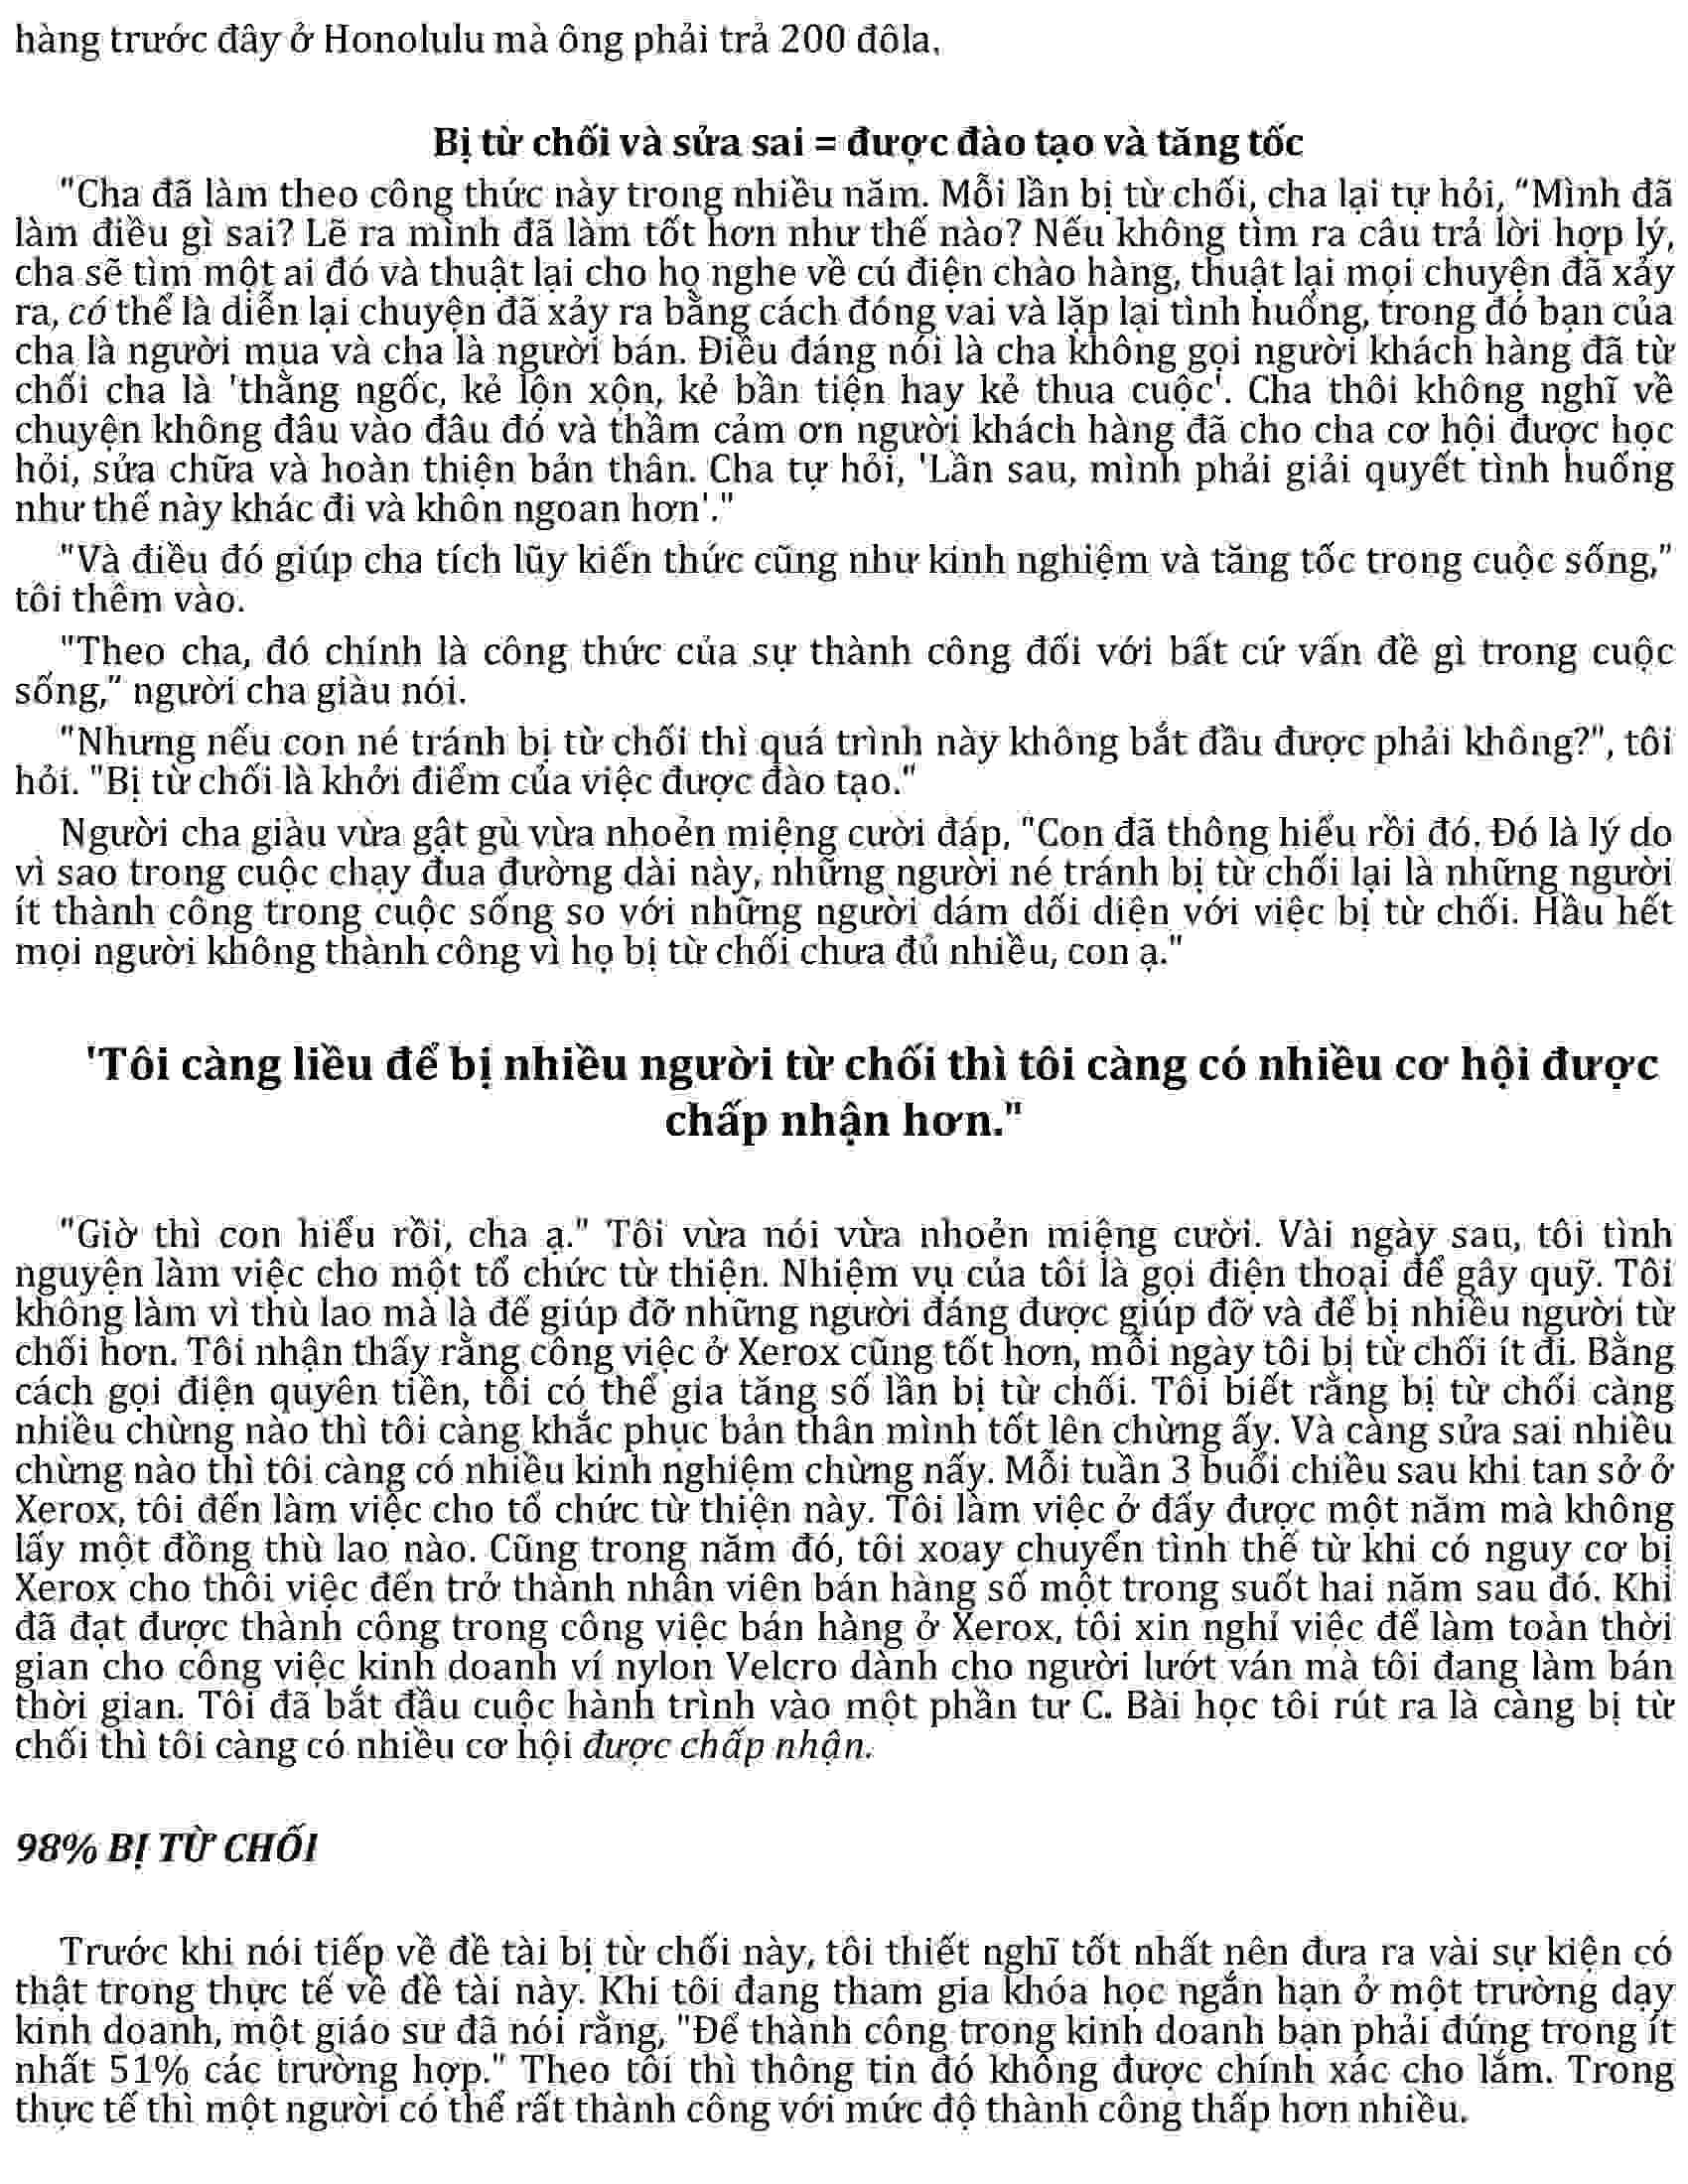 hàng trước đây ở Honolulu mà ông phải trả 200 đôla.
Bị từ chối và sửa sai = được đào tạo và tăng tốc
"Cha đã làm theo công thức này trong nhiều năm. Mỗi lần bị từ chối, cha lại tự hỏi, “Mình đã
làm điều gì sai? Lẽ ra mình đã làm tốt hơn như thế nào? Nếu không tìm ra câu trả lời hợp lý,
cha sẽ tìm một ai đó và thuật lại cho họ nghe về cú điện chào hàng, thuật lại mọi chuyện đã xảy
ra, có thể là diễn lại chuyện đã xảy ra bằng cách đóng vai và lặp lại tình huống, trong đó bạn của
cha là người mua và cha là người bán. Điều đáng nói là cha không gọi người khách hàng đã từ
chối cha là 'thằng ngốc, kẻ lộn xộn, kẻ bần tiện hay kẻ thua cuộc'. Cha thôi không nghĩ về
chuyện không đâu vào đâu đó và thầm cảm ơn người khách hàng đã cho cha cơ hội được học
hỏi, sửa chữa và hoàn thiện bản thân. Cha tự hỏi, 'Lần sau, mình phải giải quyết tình huống
như thế này khác đi và khôn ngoan hơn'."
"Và điều đó giúp cha tích lũy kiến thức cũng như kinh nghiệm và tăng tốc trong cuộc sống,”
tôi thêm vào.
"Theo cha, đó chính là công thức của sự thành công đối với bất cứ vấn đề gì trong cuộc
sống,” người cha giàu nói.
"Nhưng nếu con né tránh bị từ chối thì quá trình này không bắt đầu được phải không?", tôi
hỏi. "Bị từ chối là khởi điểm của việc được đào tạo."
Người cha giàu vừa gật gù vừa nhoẻn miệng cười đáp, "Con đã thông hiểu rồi đó. Đó là lý do
vì sao trong cuộc chạy đua đường dài này, những người né tránh bị từ chối lại là những người
ít thành công trong cuộc sống so với những người dám dối diện với việc bị từ chối. Hầu hết
mọi người không thành công vì họ bị từ chối chưa đủ nhiều, con ạ."
'Tôi càng liều để bị nhiều người từ chối thì tôi càng có nhiều cơ hội được
chấp nhận hơn."
"Giờ thì con hiểu rồi, cha ạ." Tôi vừa nói vừa nhoẻn miệng cười. Vài ngày sau, tôi tình
nguyện làm việc cho một tổ chức từ thiện. Nhiệm vụ của tôi là gọi điện thoại để gây quỹ. Tôi
không làm vì thù lao mà là để giúp đỡ những người đáng được giúp đỡ và để bị nhiều người từ
chối hơn. Tôi nhận thấy rằng công việc ở Xerox cũng tốt hơn, mỗi ngày tôi bị từ chối ít đi. Bằng
cách gọi điện quyên tiền, tôi có thể gia tăng số lần bị từ chối. Tôi biết rằng bị từ chối càng
nhiều chừng nào thì tôi càng khắc phục bản thân mình tốt lên chừng ấy. Và càng sửa sai nhiều
chừng nào thì tôi càng có nhiều kinh nghiệm chừng nấy. Mỗi tuần 3 buổi chiều sau khi tan sở ở
Xerox, tôi đến làm việc cho tổ chức từ thiện này. Tôi làm việc ở đấy được một năm mà không
lấy một đồng thù lao nào. Cũng trong năm đó, tôi xoay chuyển tình thế từ khi có nguy cơ bị
Xerox cho thôi việc đến trở thành nhân viên bán hàng số một trong suốt hai năm sau đó. Khi
đã đạt được thành công trong công việc bán hàng ở Xerox, tôi xin nghỉ việc để làm toàn thời
gian cho công việc kinh doanh ví nylon Velcro dành cho người lướt ván mà tôi đang làm bán
thời gian. Tôi đã bắt đầu cuộc hành trình vào một phần tư C. Bài học tôi rút ra là càng bị từ
chối thì tôi càng có nhiều cơ hội được chấp nhận.
98% BỊ TỪ CHỐI
Trước khi nói tiếp về đề tài bị từ chối này, tôi thiết nghĩ tốt nhất nên đưa ra vài sự kiện có
thật trong thực tế về đề tài này. Khi tôi đang tham gia khóa học ngắn hạn ở một trường dạy
kinh doanh, một giáo sư đã nói rằng, "Để thành công trong kinh doanh bạn phải đúng trong ít
nhất 51% các trường hợp." Theo tôi thì thông tin đó không được chính xác cho lắm. Trong
thực tế thì một người có thể rất thành công với mức độ thành công thấp hơn nhiều.